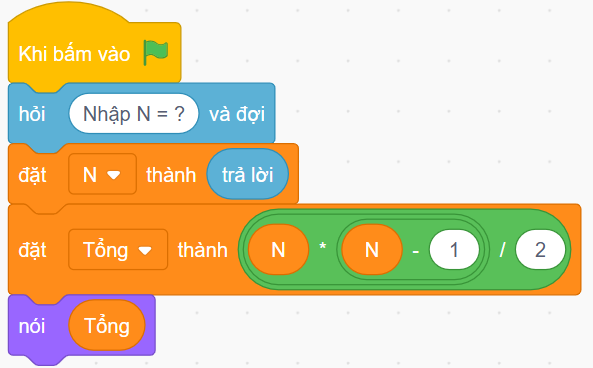 Khi bấm vào
hỏi Nhập N = ? và đợi
đặt N thành trả lời
đặt Tổng thành N * N - 1 / 2
nói Tổng